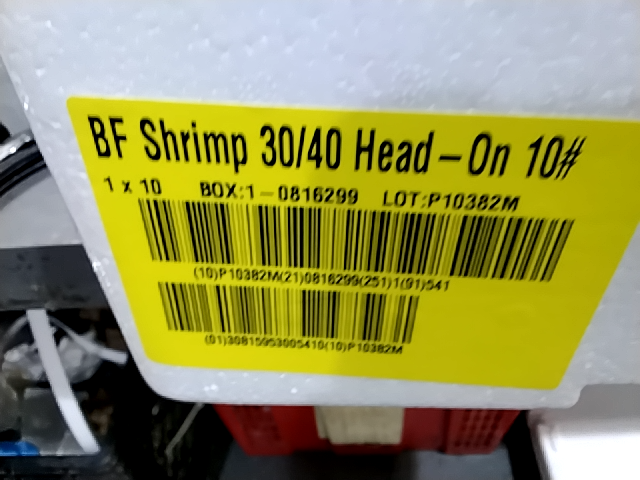 BF Shrimp 30/40 Head-On 10#
1 x 10 BOX:1-0816299 LOT:P10382M
(10)P10382M(21)0816299(251)1(91)541
(01)30815953005410(10)P10382M